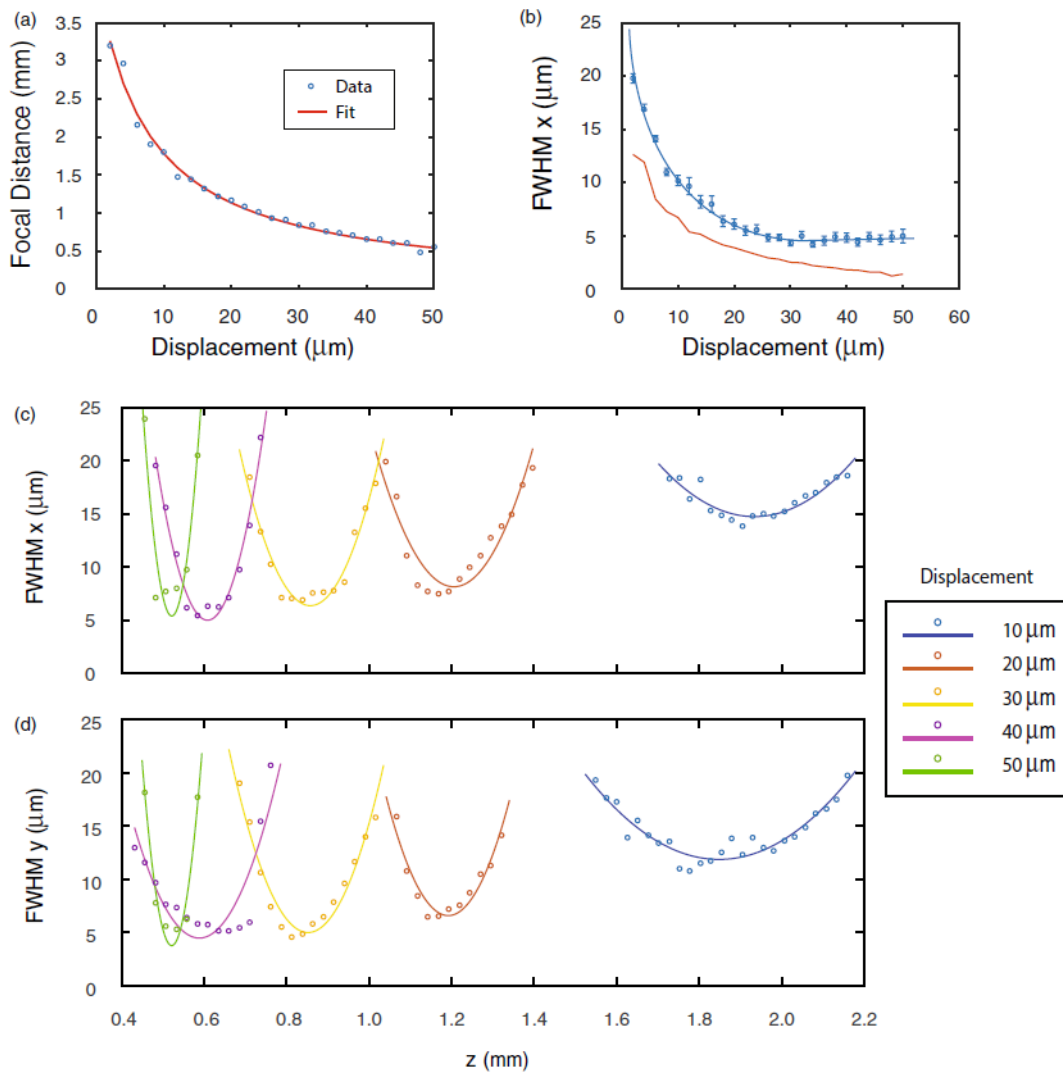 (a)
3.5
3
2.5
2
1.5
1
0.5
0
Focal Distance (mm)
Data
Fit
0 10 20 30 40 50
Displacement (μm)
(b)
25
20
15
10
5
0
FWHM x (μm)
0 10 20 30 40 50 60
Displacement (μm)
(c)
25
20
15
10
5
0
FWHM x (μm)
(d)
25
20
15
10
5
0
FWHM y (μm)
0.4 0.6 0.8 1.0 1.2 1.4 1.6 1.8 2.0 2.2
z (mm)
Displacement
10 μm
20 μm
30 μm
40 μm
50 μm